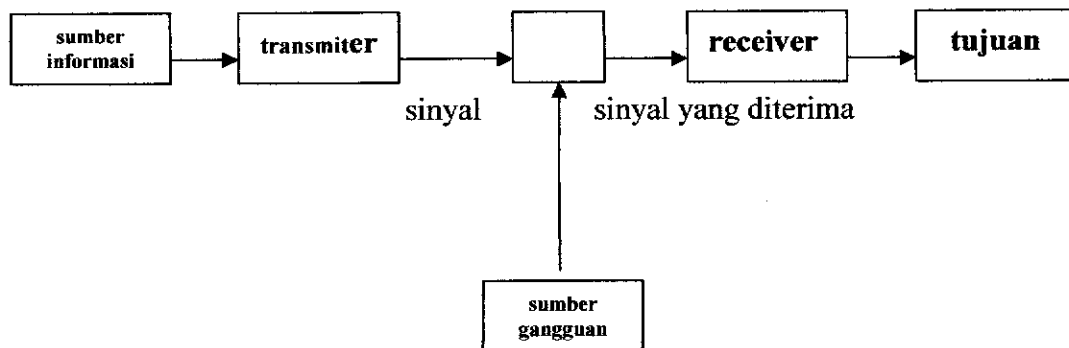 sumber
informasi
transmiter
receiver
tujuan
sinyal
sinyal yang diterima
sumber
gangguan